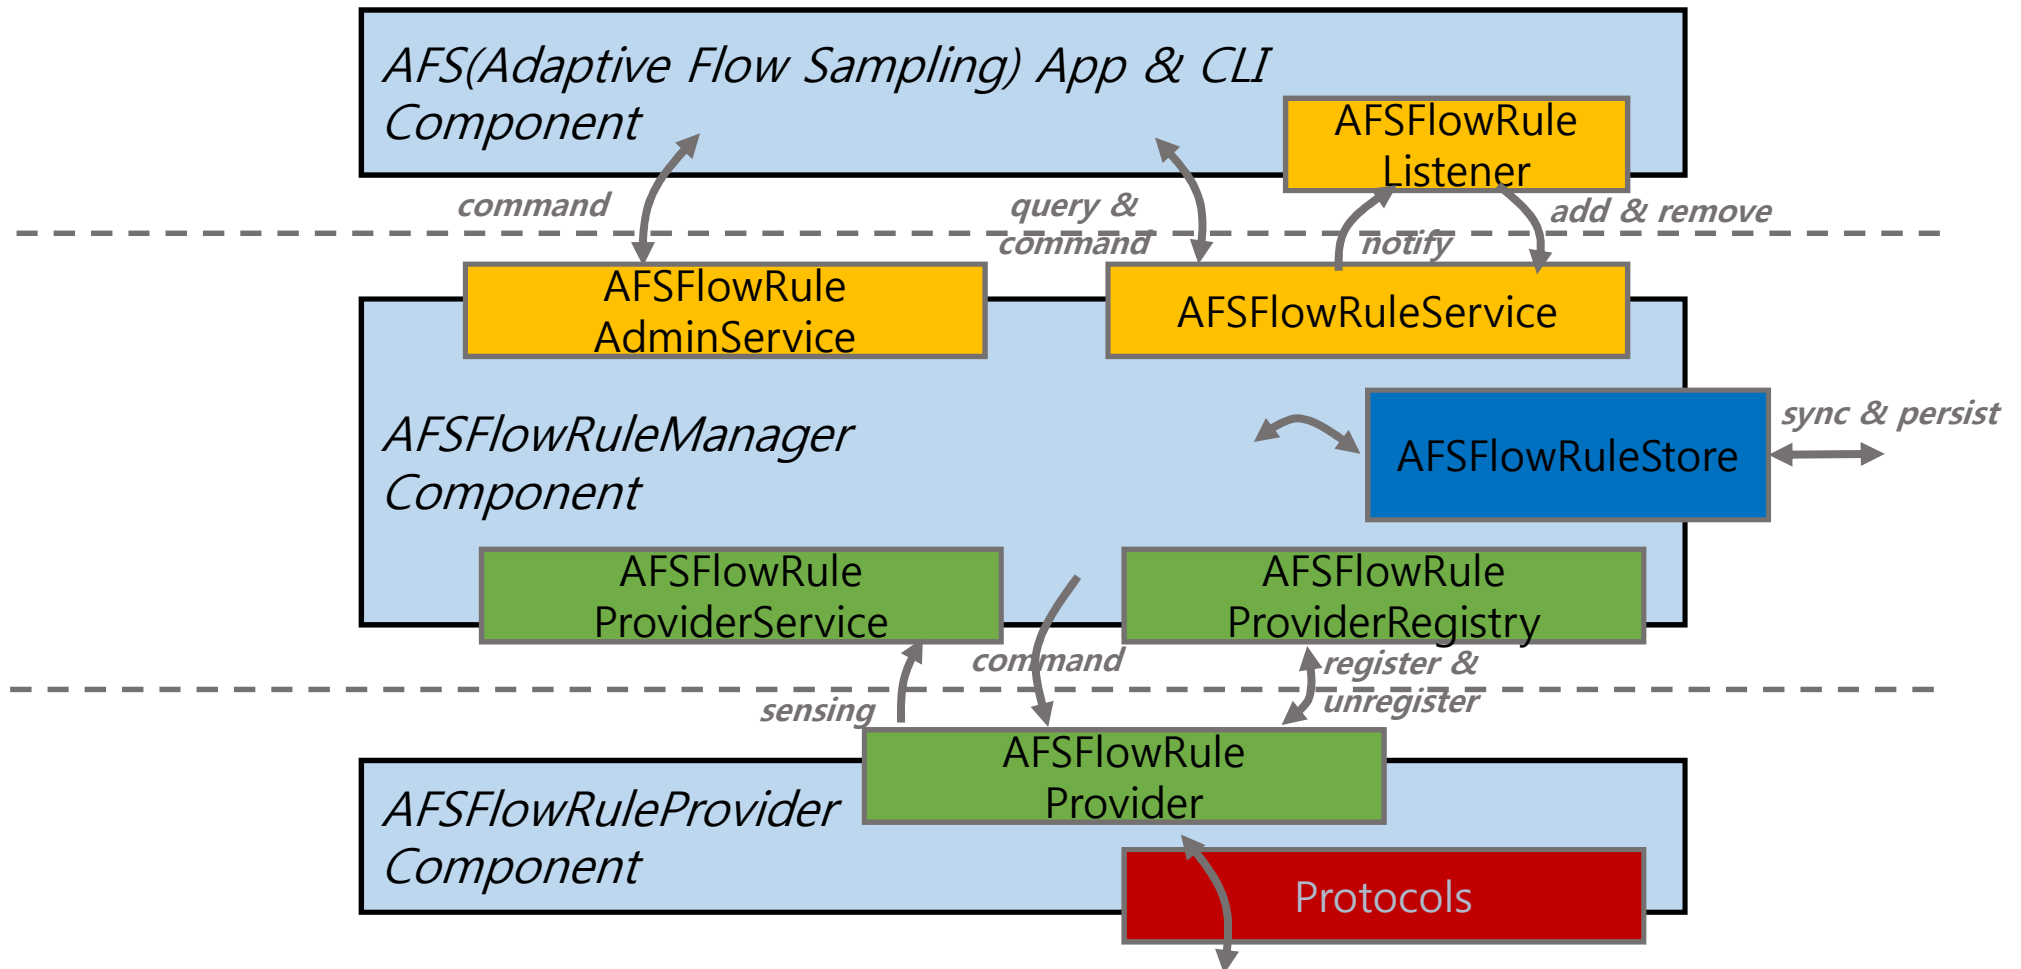 AFS(Adaptive Flow Sampling) App & CLI
Component
AFSFlowRule
Listener
command
query &
command
notify
add & remove
AFSFlowRule
AdminService
AFSFlowRuleService
AFSFlowRuleManager
Component
AFSFlowRuleStore
sync & persist
AFSFlowRule
ProviderService
AFSFlowRule
ProviderRegistry
sensing
command
register &
unregister
AFSFlowRule
Provider
AFSFlowRuleProvider
Component
Protocols